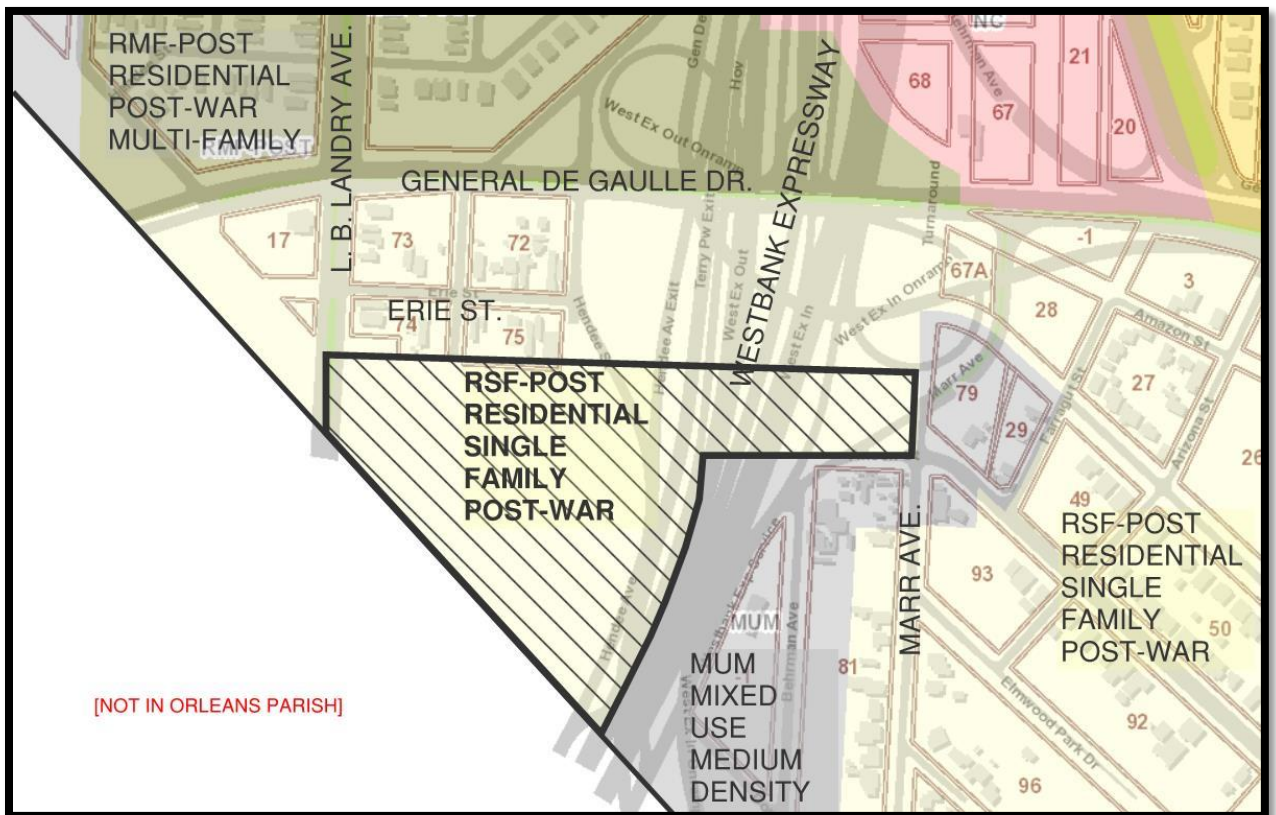 RMF-POST
RESIDENTIAL
POST-WAR
MULTI-FAMILY
RMF-POST
L. B. LANDRY AVE.
GENERAL DE GAULLE DR.
WESTBANK EXPRESSWAY
West Ex Out Onramp
Gen De
Hov
NC
Behrman Ave
68
67
21
20
Turnaround
17
73
72
Erie St
ERIE ST.
74
75
Hendee S
Hendee Av Exit
Terry Pw Exit
West Ex Out
West Ex In
West Ex In Onramp
67A
-1
3
28
Amazon St
27
Arizona St
26
Marr Ave
79
29
Farragut St
49
RSF-POST
RESIDENTIAL
SINGLE
FAMILY
POST-WAR
RSF-POST
RESIDENTIAL
SINGLE
FAMILY
POST-WAR
50
93
MARR AVE.
81
Behrman Ave
Hendee Ave
MUM
MUM
MIXED
USE
MEDIUM
DENSITY
Elmwood Park Dr
92
96
[NOT IN ORLEANS PARISH]